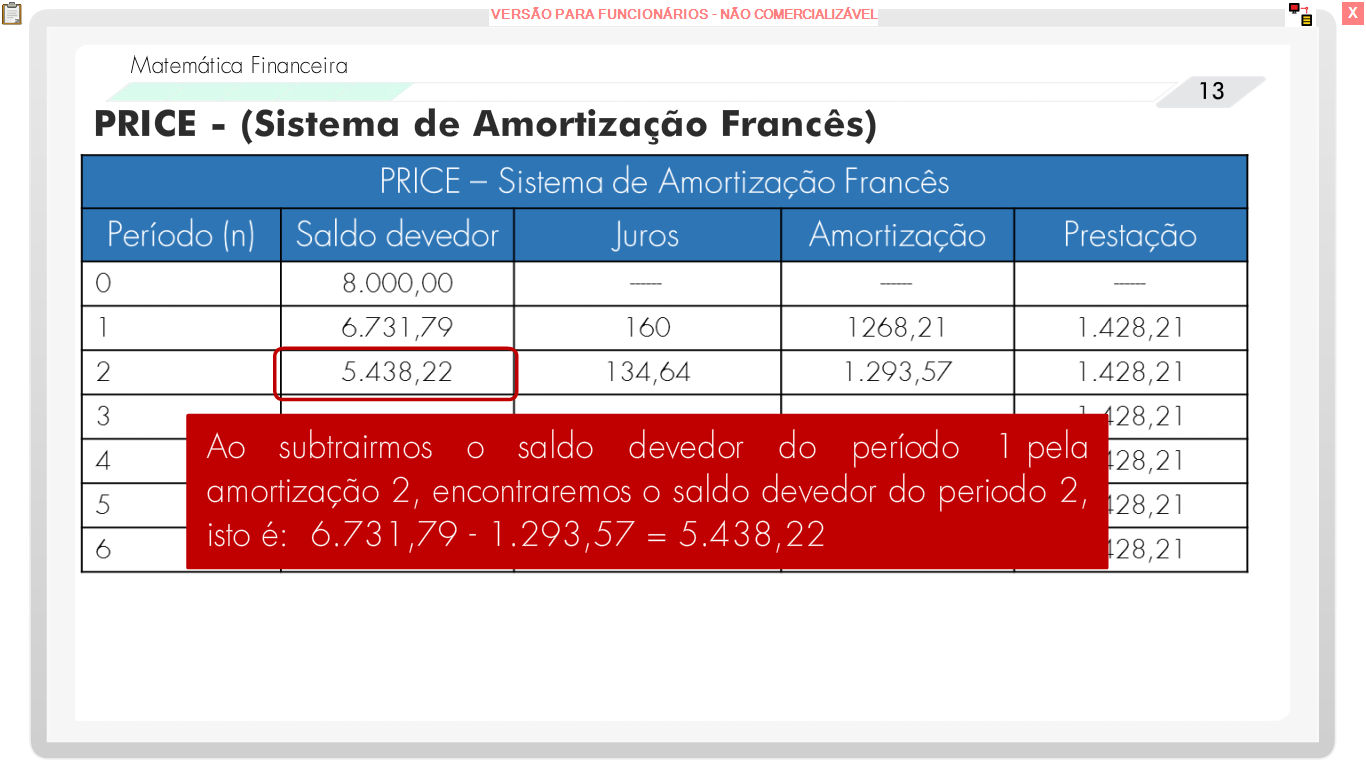 VERSÃO PARA FUNCIONÁRIOS - NÃO COMERCIALIZÁVEL
X
Matemática Financeira
13
PRICE - (Sistema de Amortização Francês)
PRICE – Sistema de Amortização Francês
Período (n) Saldo devedor Juros Amortização Prestação
0 8.000,00 ----- ----- -----
1 6.731,79 160 1268,21 1.428,21
2 5.438,22 134,64 1.293,57 1.428,21
3 1.428,21
4 428,21
5 428,21
6 428,21
Ao subtrairmos o saldo devedor do período 1 pela
amortização 2, encontraremos o saldo devedor do periodo 2,
isto é: 6.731,79 - 1.293,57 = 5.438,22